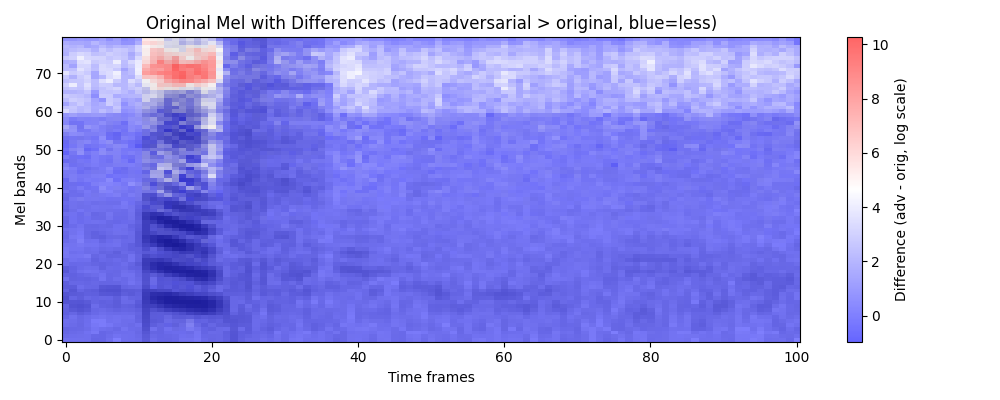 Original Mel with Differences (red=adversarial > original, blue=less)
Mel bands
70
60
50
40
30
20
10
0
0 20 40 60 80 100
Time frames
10
8
6
4
2
0
Difference (adv - orig, log scale)